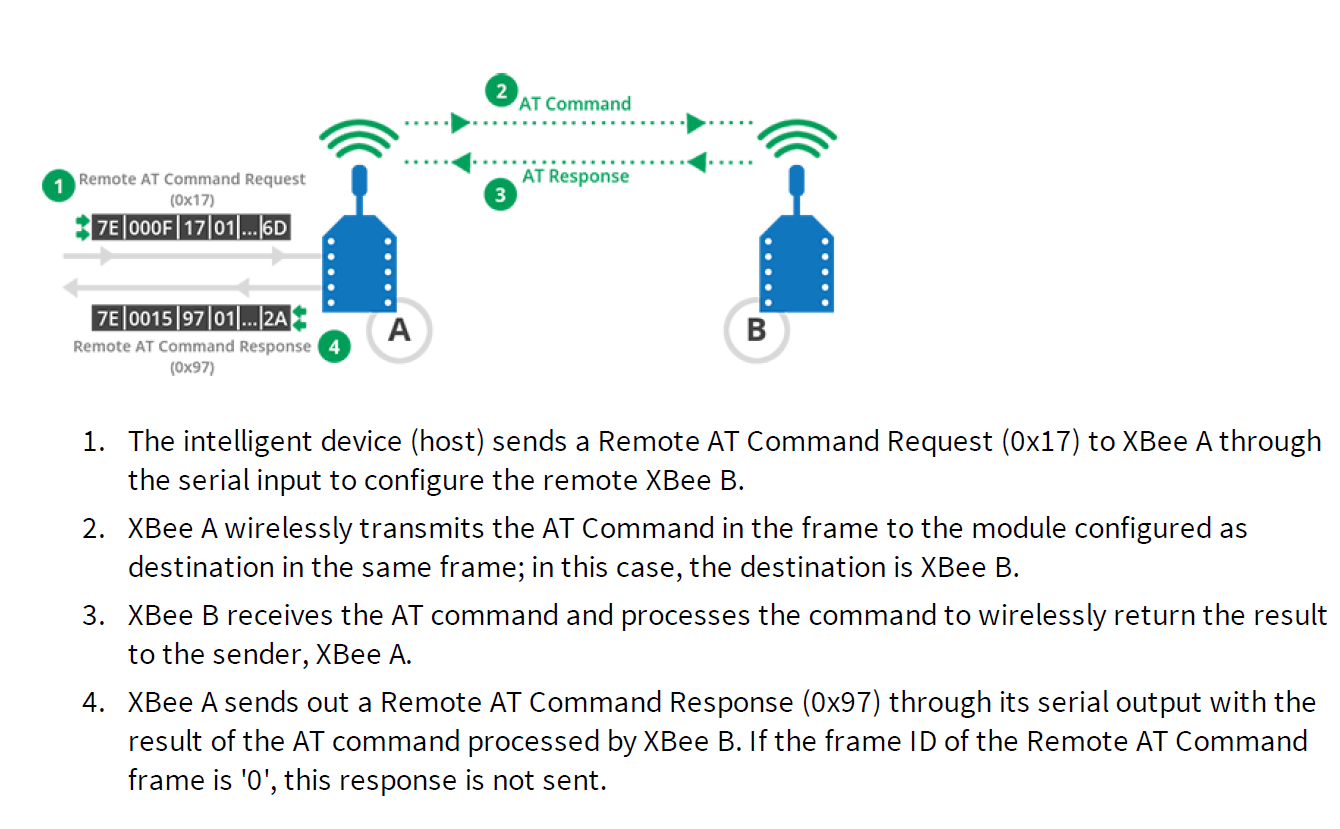 2
AT Command
AT Response
3
1 Remote AT Command Request
(0x17)
7E|000F|17|01|...|6D
7E|0015|97|01|...|2A
Remote AT Command Response 4
(0x97)
A
B
1. The intelligent device (host) sends a Remote AT Command Request (0x17) to XBee A through
the serial input to configure the remote XBee B.
2. XBee A wirelessly transmits the AT Command in the frame to the module configured as
destination in the same frame; in this case, the destination is XBee B.
3. XBee B receives the AT command and processes the command to wirelessly return the result
to the sender, XBee A.
4. XBee A sends out a Remote AT Command Response (0x97) through its serial output with the
result of the AT command processed by XBee B. If the frame ID of the Remote AT Command
frame is '0', this response is not sent.